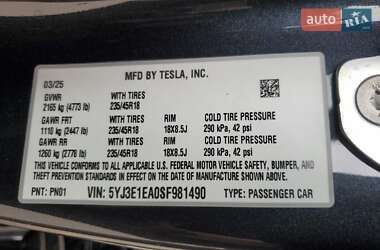 auto RIA.com
MFD BY TESLA, INC.
03/25
GVWR WITH TIRES
2165 kg (4773 lb) 235/45R18
GAWR FRT WITH TIRES RIM COLD TIRE PRESSURE
1110 kg (2447 lb) 235/45R18 18X8.5J 290 kPa, 42 psi
GAWR RR WITH TIRES RIM COLD TIRE PRESSURE
1260 kg (2778 lb) 235/45R18 18X8.5J 290 kPa, 42 psi
THIS VEHICLE CONFORMS TO ALL APPLICABLE U.S. FEDERAL MOTOR VEHICLE SAFETY, BUMPER, AND
THEFT PREVENTION STANDARDS IN EFFECT ON THE DATE OF MANUFACTURE SHOWN ABOVE.
PNT: PN01 VIN: 5YJ3E1EA0SF981490 TYPE: PASSENGER CAR